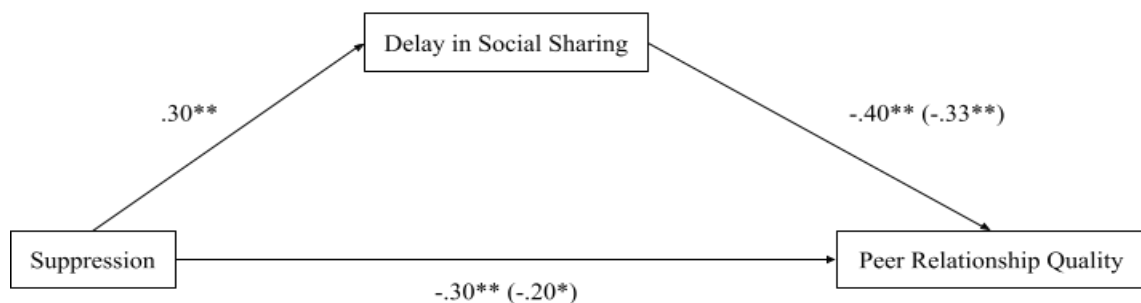 Delay in Social Sharing
.30**
-.40** (-.33**)
Suppression
Peer Relationship Quality
-.30** (-.20*)